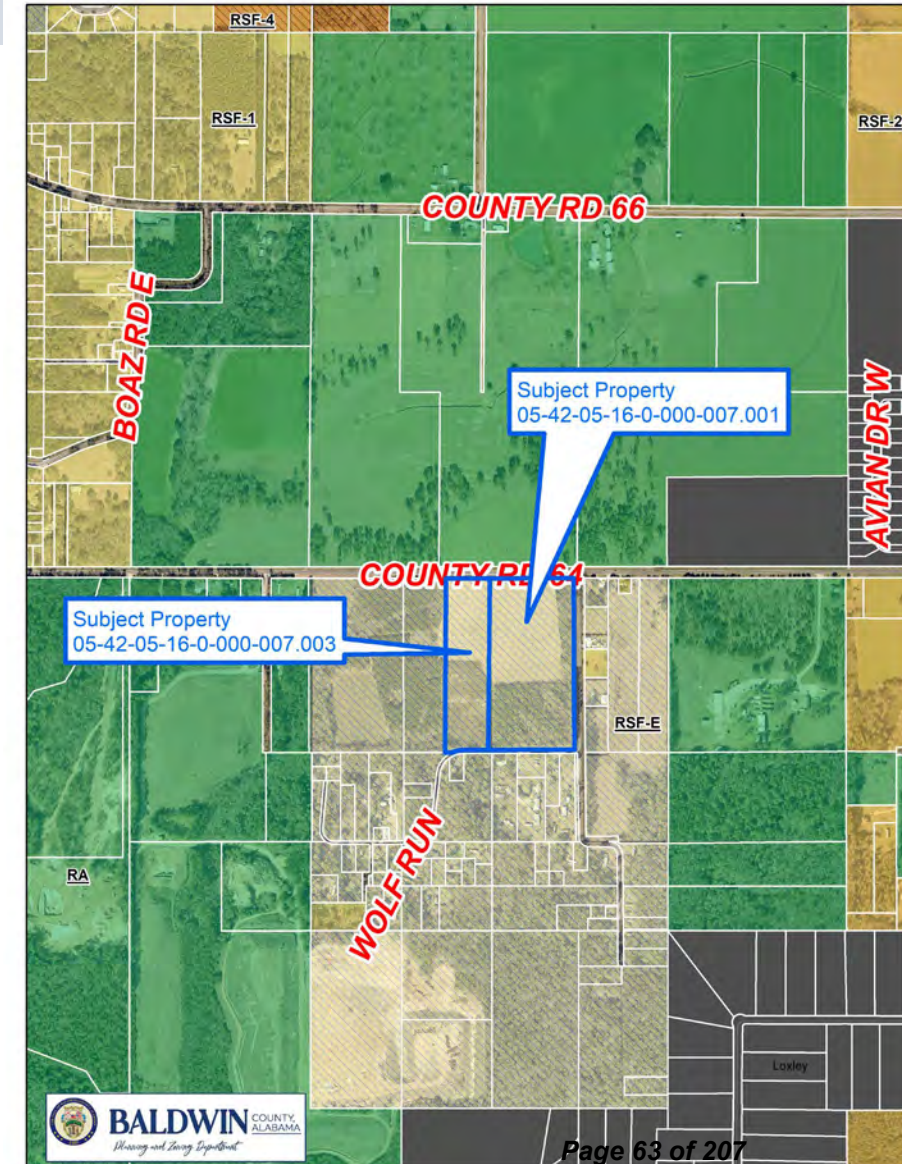 RSF-4
RSF-1
RSF-2
COUNTY RD 66
BOAZ RD E
Subject Property
05-42-05-16-0-000-007.001
AVIAN DR W
COUNTY RD 64
Subject Property
05-42-05-16-0-000-007.003
RSF-E
WOLF RUN
RA
Loxley
BALDWIN COUNTY, ALABAMA
Planning and Zoning Department
Page 63 of 207